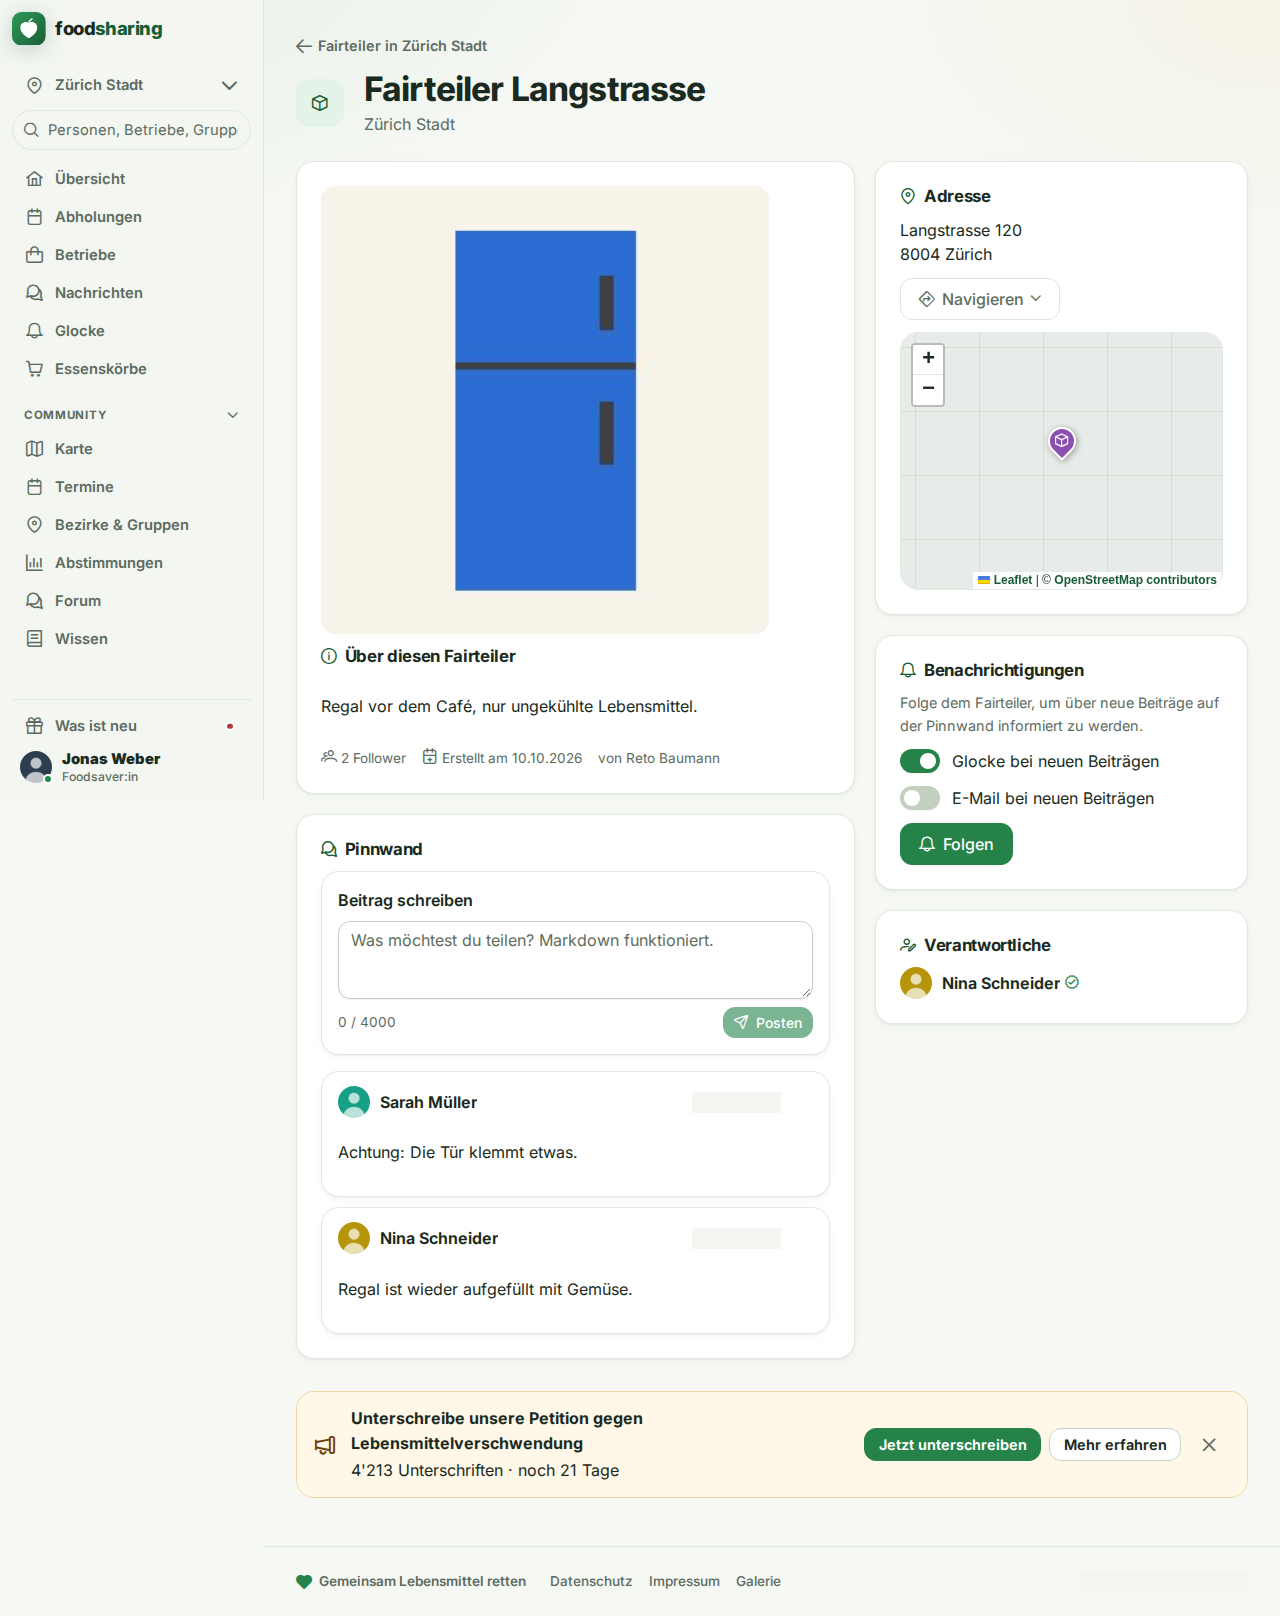 foodsharing
Zürich Stadt
Personen, Betriebe, Grupp
Übersicht
Abholungen
Betriebe
Nachrichten
Glocke
Essenskörbe
COMMUNITY
Karte
Termine
Bezirke & Gruppen
Abstimmungen
Forum
Wissen
Was ist neu
Jonas Weber
Foodsaver:in
Fairteiler in Zürich Stadt
Fairteiler Langstrasse
Zürich Stadt
Über diesen Fairteiler
Regal vor dem Café, nur ungekühlte Lebensmittel.
2 Follower
Erstellt am 10.10.2026
von Reto Baumann
Pinnwand
Beitrag schreiben
Was möchtest du teilen? Markdown funktioniert.
0 / 4000
Posten
Sarah Müller
Achtung: Die Tür klemmt etwas.
Nina Schneider
Regal ist wieder aufgefüllt mit Gemüse.
Adresse
Langstrasse 120
8004 Zürich
Navigieren
+
−
Leaflet | © OpenStreetMap contributors
Benachrichtigungen
Folge dem Fairteiler, um über neue Beiträge auf
der Pinnwand informiert zu werden.
Glocke bei neuen Beiträgen
E-Mail bei neuen Beiträgen
Folgen
Verantwortliche
Nina Schneider
Unterschreibe unsere Petition gegen
Lebensmittelverschwendung
4'213 Unterschriften · noch 21 Tage
Jetzt unterschreiben
Mehr erfahren
Gemeinsam Lebensmittel retten
Datenschutz
Impressum
Galerie